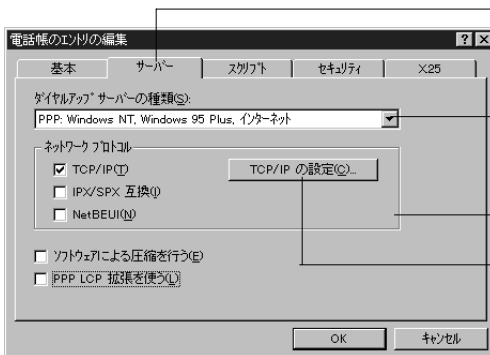 電話帳のエントリの編集
基本 サーバー スクリプト セキュリティ X25
ダイヤルアップ サーバーの種類(S):
PPP: Windows NT, Windows 95 Plus, インターネット
ネットワーク プロトコル
TCP/IP(T) TCP/IP の設定(C)...
IPX/SPX 互換(I)
NetBEUI(N)
ソフトウェアによる圧縮を行う(E)
PPP LCP 拡張を使う(L)
OK キャンセル